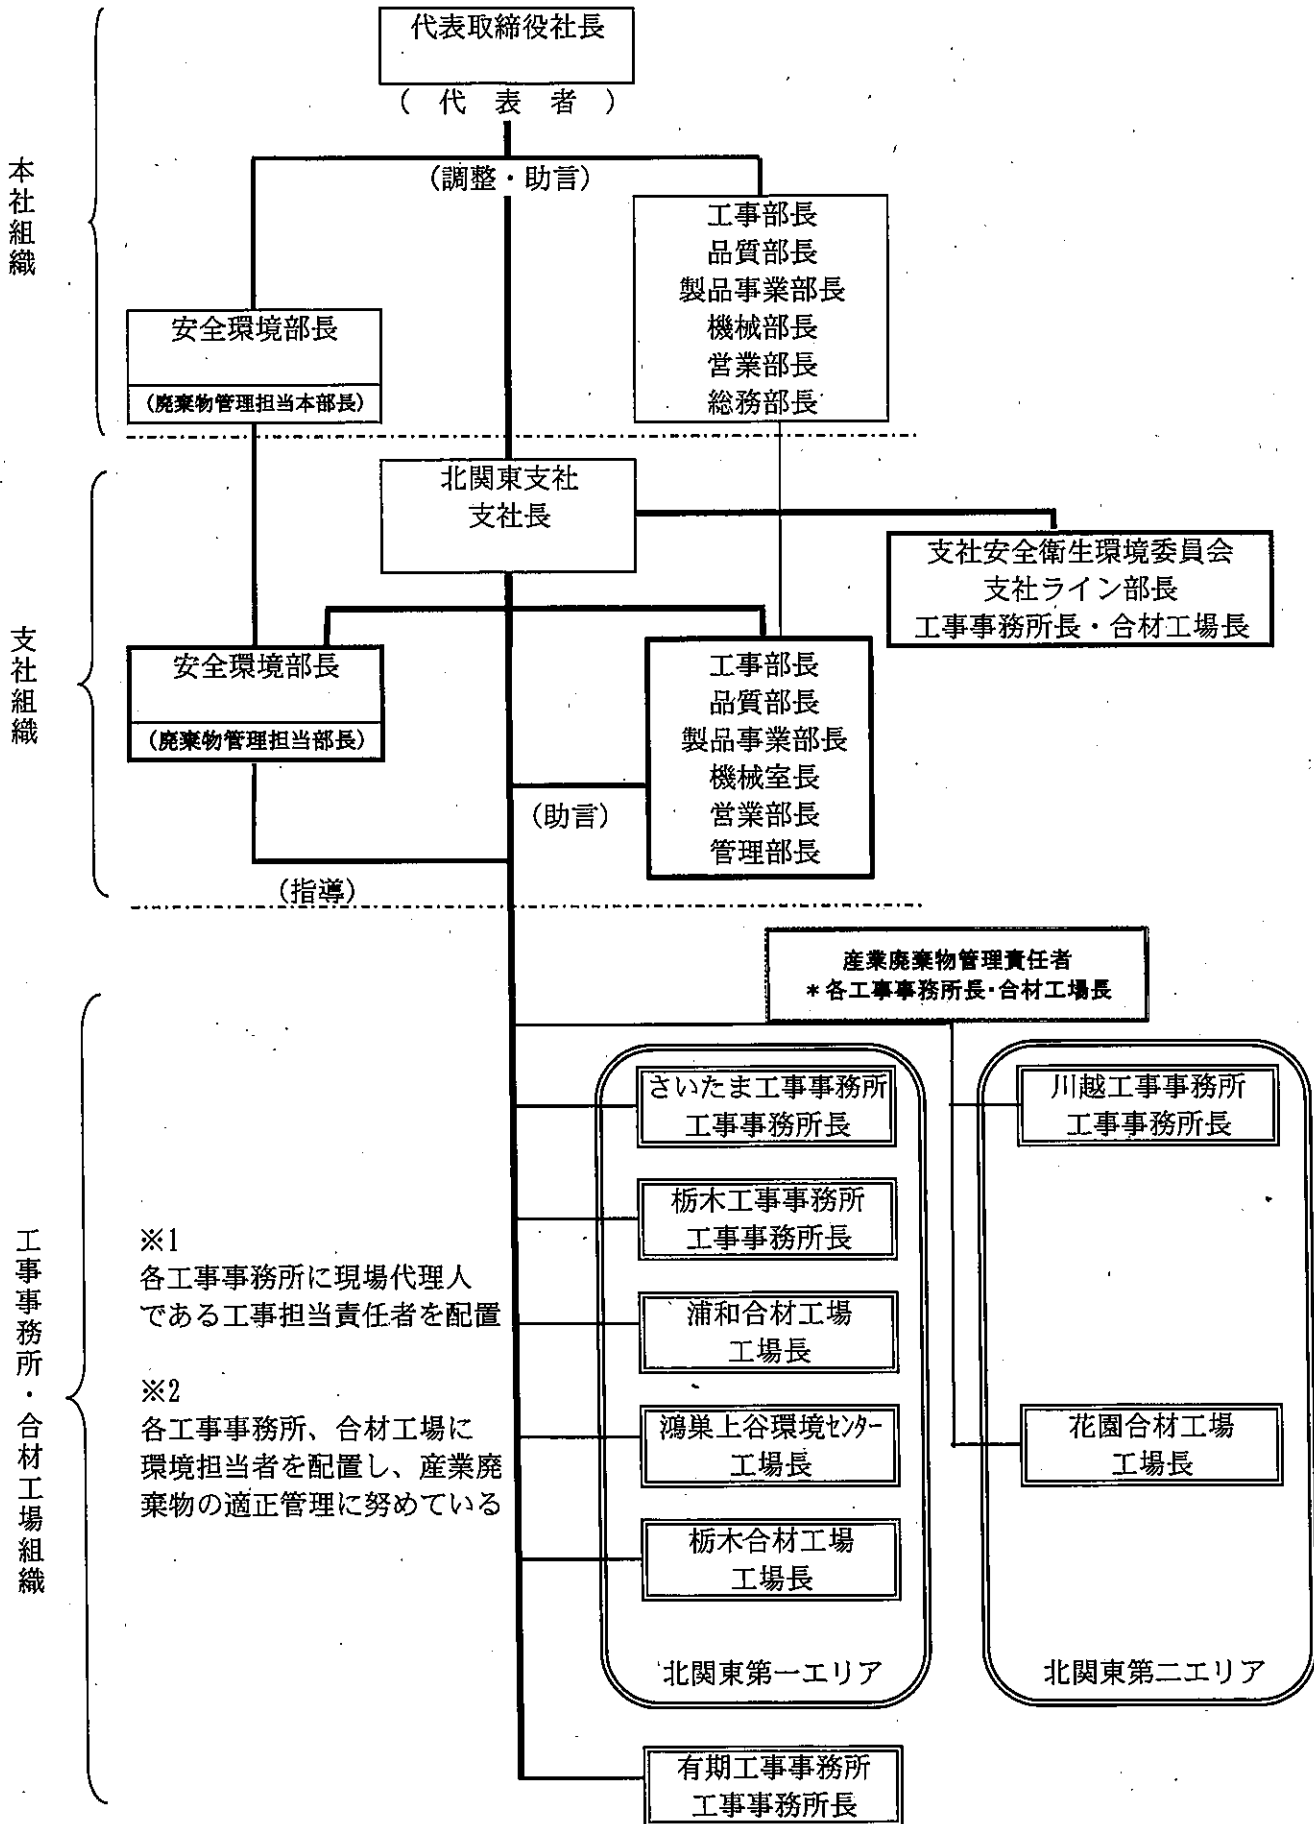 代表取締役社長
(代表者)
本社組織
(調整・助言)
工事部長
品質部長
製品事業部長
機械部長
営業部長
総務部長
安全環境部長
(廃棄物管理担当本部長)
支社組織
北関東支社
支社長
支社安全衛生環境委員会
支社ライン部長
工事事務所長・合材工場長
安全環境部長
(廃棄物管理担当部長)
工事部長
品質部長
製品事業部長
機械室長
営業部長
管理部長
(助言)
(指導)
産業廃棄物管理責任者
*各工事事務所長・合材工場長
工事事務所・合材工場組織
※1
各工事事務所に現場代理人
である工事担当責任者を配置
※2
各工事事務所、合材工場に
環境担当者を配置し、産業廃
棄物の適正管理に努めている
さいたま工事事務所
工事事務所長
栃木工事事務所
工事事務所長
浦和合材工場
工場長
鴻巣上谷環境センター
工場長
栃木合材工場
工場長
北関東第一エリア
川越工事事務所
工事事務所長
花園合材工場
工場長
北関東第二エリア
有期工事事務所
工事事務所長